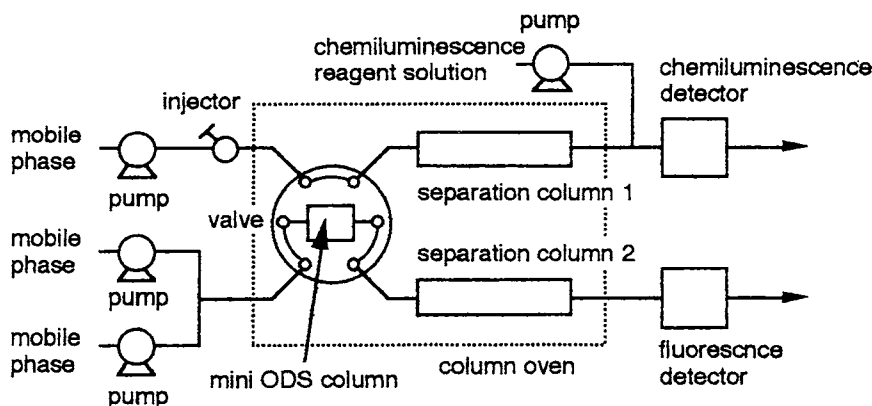 pump
chemiluminescence
reagent solution
chemiluminescence
detector
injector
mobile
phase
pump
separation column 1
valve
mobile
phase
pump
separation column 2
mobile
phase
pump
mini ODS column
column oven
fluorescnce
detector